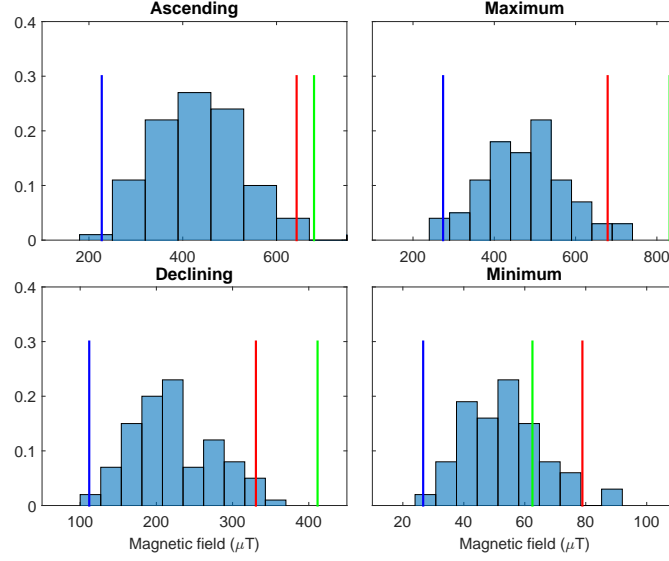 Ascending
0.4
0.3
0.2
0.1
0
200 400 600
Maximum
200 400 600 800
Declining
0.4
0.3
0.2
0.1
0
100 200 300 400
Magnetic field (μT)
Minimum
20 40 60 80 100
Magnetic field (μT)